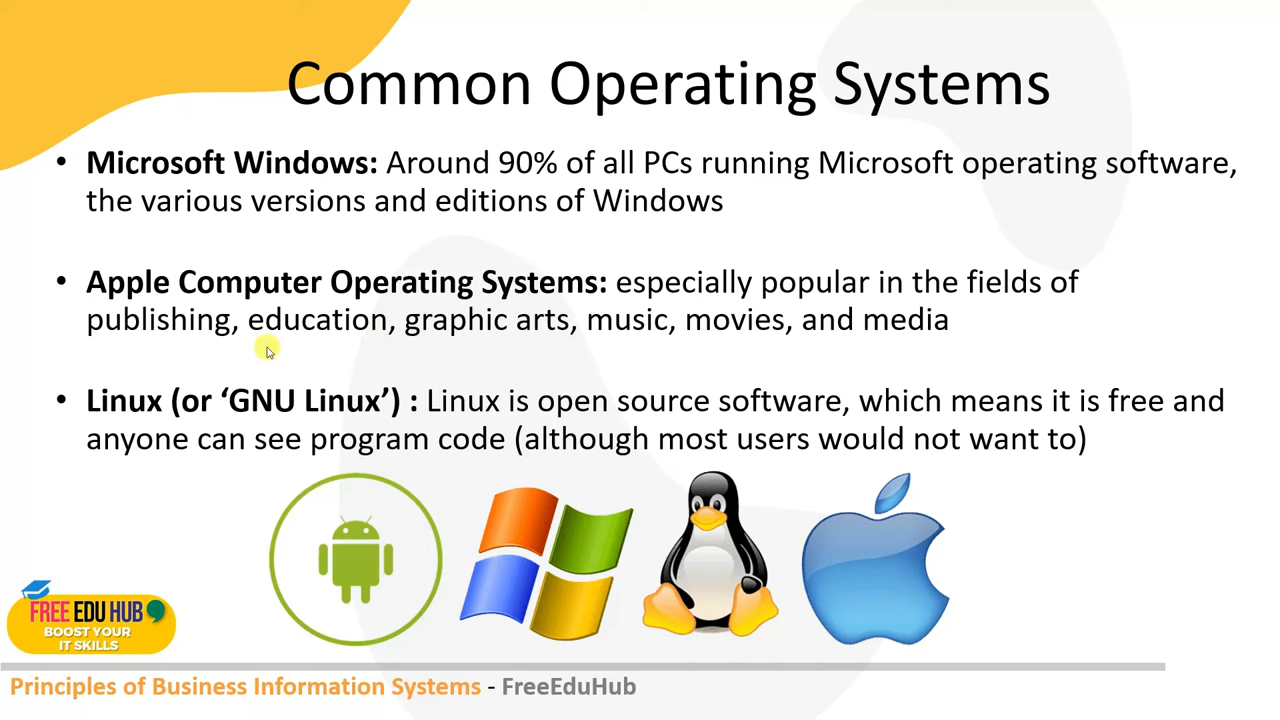 Common Operating Systems
• Microsoft Windows: Around 90% of all PCs running Microsoft operating software,
the various versions and editions of Windows
• Apple Computer Operating Systems: especially popular in the fields of
publishing, education, graphic arts, music, movies, and media
• Linux (or ‘GNU Linux’) : Linux is open source software, which means it is free and
anyone can see program code (although most users would not want to)
FREE EDU HUB
BOOST YOUR
IT SKILLS
Principles of Business Information Systems - FreeEduHub